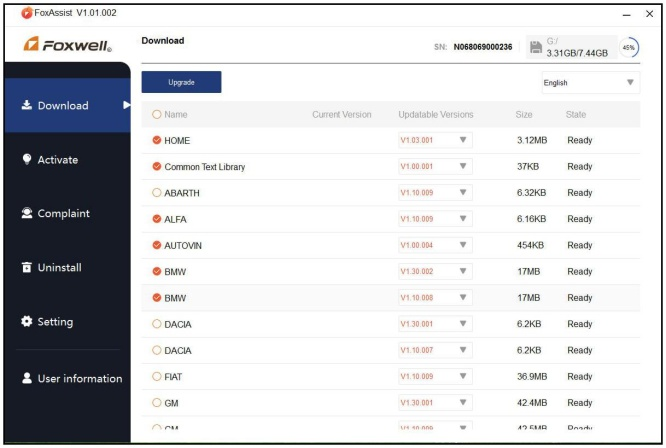 FoxAssist V1.01.002
Foxwell®
Download
SN: N068069000236
G:/
3.31GB/7.44GB
45%
Download
Activate
Complaint
Uninstall
Setting
User information
Upgrade
English
Name Current Version Updatable Versions Size State
HOME V1.03.001 3.12MB Ready
Common Text Library V1.00.001 37KB Ready
ABARTH V1.10.009 6.32KB Ready
ALFA V1.10.009 6.16KB Ready
AUTOVIN V1.00.004 454KB Ready
BMW V1.30.002 17MB Ready
BMW V1.10.008 17MB Ready
DACIA V1.30.001 6.2KB Ready
DACIA V1.10.007 6.2KB Ready
FIAT V1.10.009 36.9MB Ready
GM V1.30.001 42.4MB Ready
GM V1.10.009 42.5MB Ready